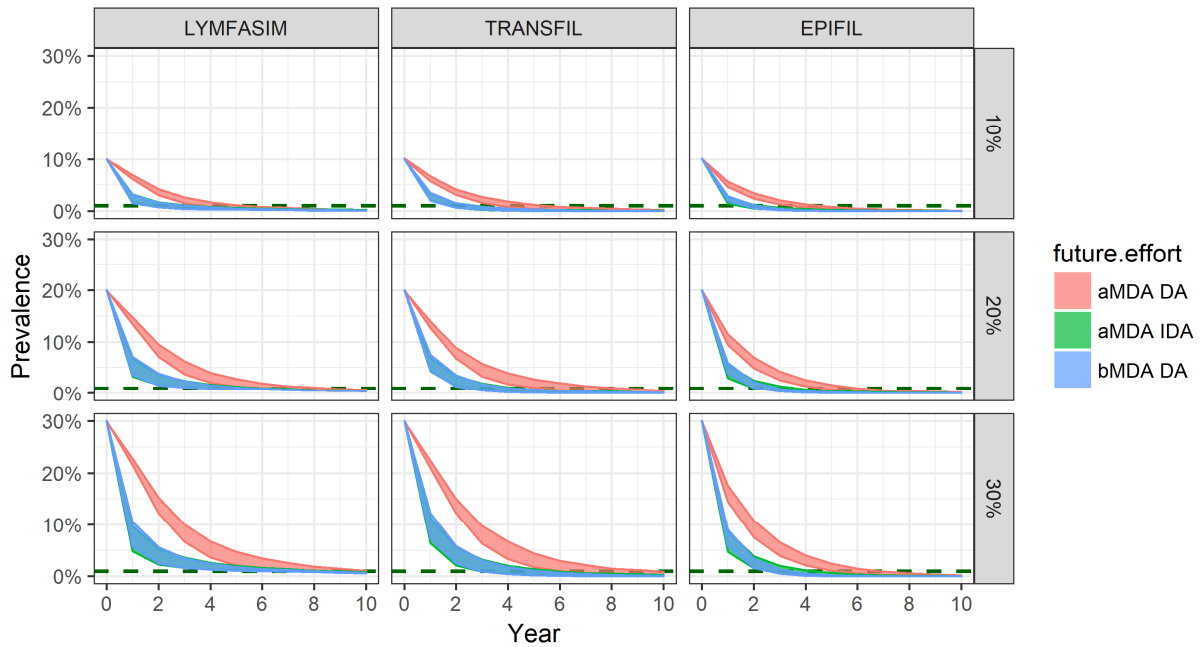 LYMFASIM TRANSFIL EPIFIL
Prevalence
30%
20%
10%
0%
10%
20%
10%
0%
20%
30%
20%
10%
0%
30%
0 2 4 6 8 10 0 2 4 6 8 10 0 2 4 6 8 10
Year
future.effort
aMDA DA
aMDA IDA
bMDA DA